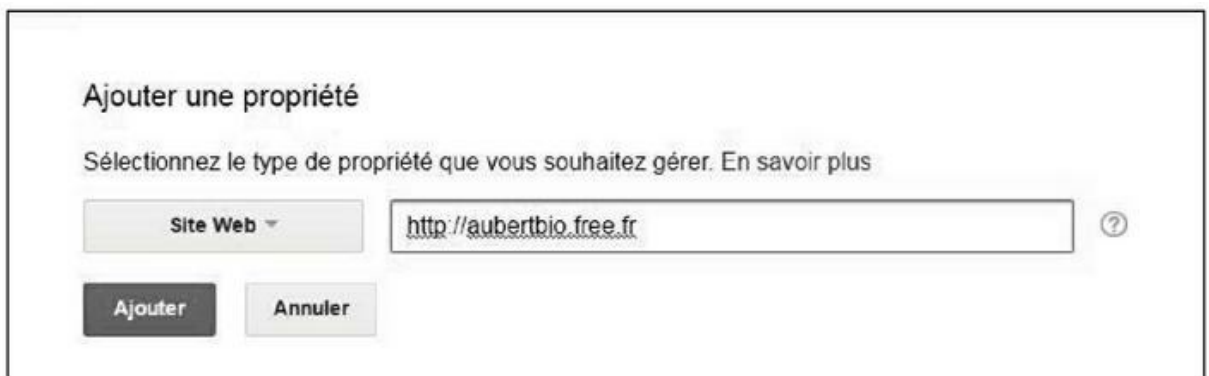 Ajouter une propriété
Sélectionnez le type de propriété que vous souhaitez gérer. En savoir plus
Site Web http://aubertbio.free.fr ?
Ajouter Annuler